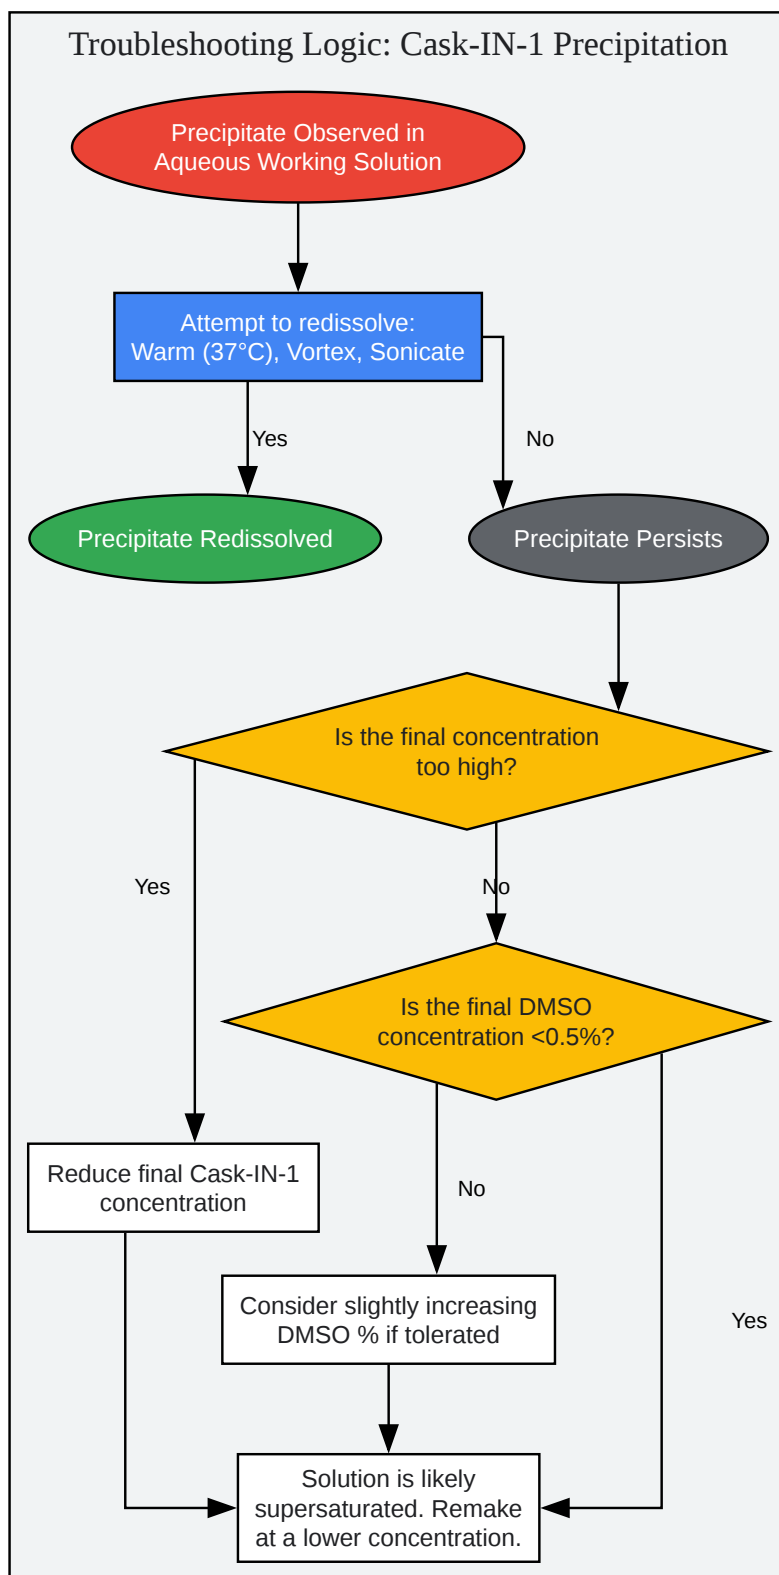 Troubleshooting Logic: Cask-IN-1 Precipitation
Precipitate Observed in
Aqueous Working Solution
Attempt to redissolve:
Warm (37°C), Vortex, Sonicate
Yes
No
Precipitate Redissolved
Precipitate Persists
Is the final concentration
too high?
Yes
No
Is the final DMSO
concentration <0.5%?
Reduce final Cask-IN-1
concentration
No
Consider slightly increasing
DMSO % if tolerated
Yes
Solution is likely
supersaturated. Remake
at a lower concentration.